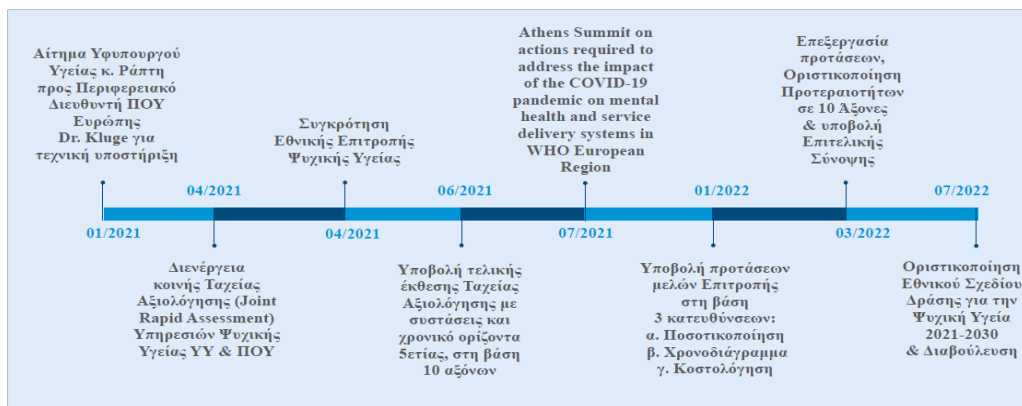 Αίτημα Υφυπουργού
Υγείας κ. Ράπτη
προς Περιφερειακό
Διευθυντή ΠΟΥ
Ευρώπης
Dr. Kluge για
τεχνική υποστήριξη
01/2021
04/2021
Διενέργεια
κοινής Ταχείας
Αξιολόγησης (Joint
Rapid Assessment)
Υπηρεσιών Ψυχικής
Υγείας ΥΥ & ΠΟΥ
Συγκρότηση
Εθνικής Επιτροπής
Ψυχικής Υγείας
04/2021
06/2021
Υποβολή τελικής
έκθεσης Ταχείας
Αξιολόγησης με
συστάσεις και
χρονικό ορίζοντα
5ετίας, στη βάση
10 αξόνων
Athens Summit on
actions required to
address the impact
of the COVID-19
pandemic on mental
health and service
delivery systems in
WHO European
Region
07/2021
01/2022
Υποβολή προτάσεων
μελών Επιτροπής
στη βάση
3 κατευθύνσεων:
α. Ποσοτικοποίηση
β. Χρονοδιάγραμμα
γ. Κοστολόγηση
Επεξεργασία
προτάσεων,
Οριστικοποίηση
Προτεραιοτήτων
σε 10 Άξονες
& υποβολή
Επιτελικής
Σύνοψης
03/2022
07/2022
Οριστικοποίηση
Εθνικού Σχεδίου
Δράσης για την
Ψυχική Υγεία
2021-2030
& Διαβούλευση